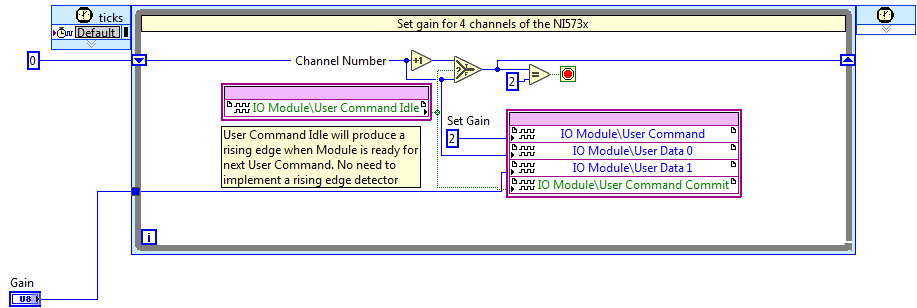 ticks
Default
Set gain for 4 channels of the NI573x
0
Channel Number
+1
?
T
F
2
=
IO Module\User Command Idle
User Command Idle will produce a
rising edge when Module is ready for
next User Command. No need to
implement a rising edge detector
Set Gain
2
IO Module\User Command
IO Module\User Data 0
IO Module\User Data 1
IO Module\User Command Commit
i
Gain
U8